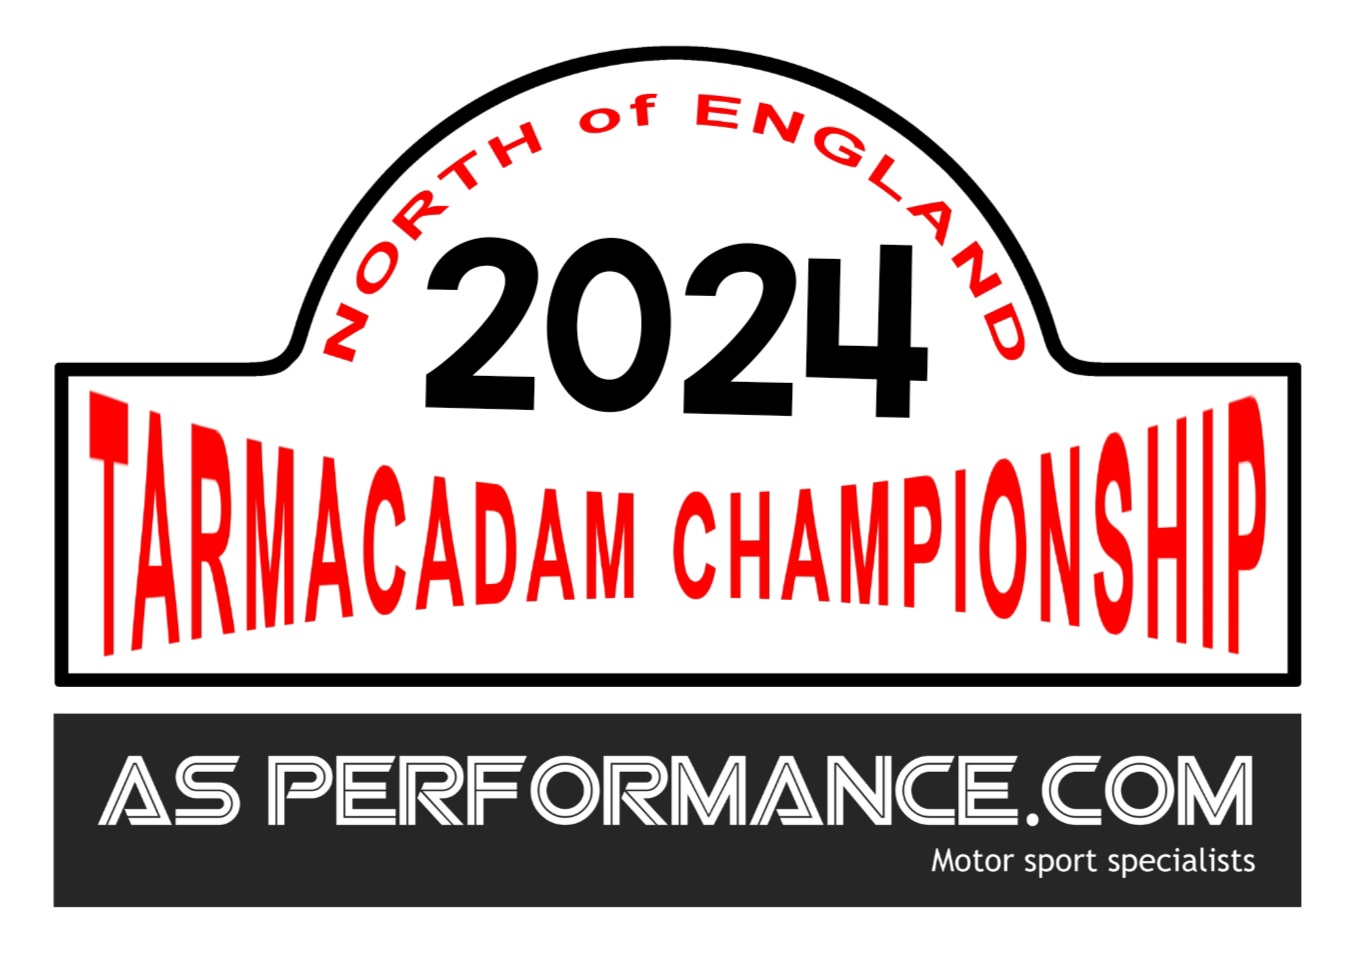 NORTH of ENGLAND
2024
TARMACADAM CHAMPIONSHIP
AS PERFORMANCE.COM
Motor sport specialists